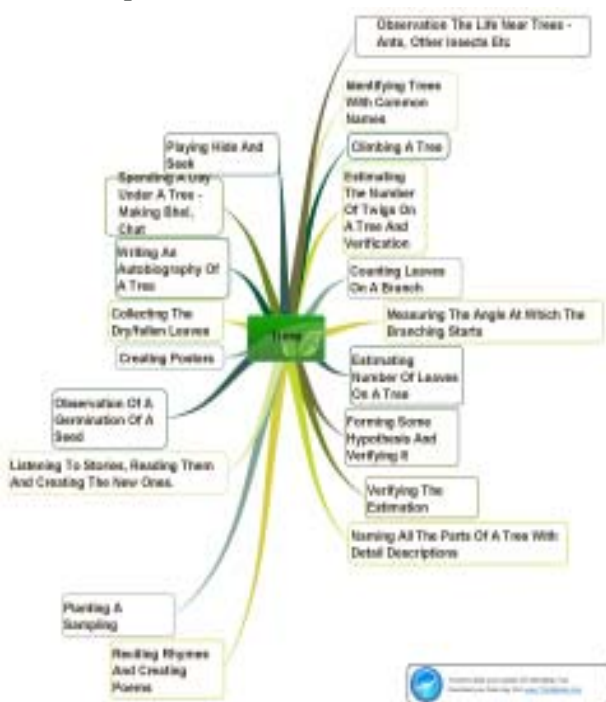 Observation The Life Near Trees -
Ants, Other Insects Etc
Identifying Trees
With Common
Names
Climbing A Tree
Estimating
The Number
Of Twigs On
A Tree And
Verification
Counting Leaves
On A Branch
Measuring The Angle At Which The
Branching Starts
Estimating
Number Of Leaves
On A Tree
Forming Some
Hypothesis And
Verifying It
Verifying The
Estimation
Naming All The Parts Of A Tree With
Detail Descriptions
Playing Hide And
Seek
Spending A Day
Under A Tree -
Making Bhel,
Chat
Writing An
Autobiography Of
A Tree
Collecting The
Dry/fallen Leaves
Creating Posters
Observation Of A
Germination Of A
Seed
Listening To Stories, Reading Them
And Creating The New Ones.
Planting A
Sampling
Reciting Rhymes
And Creating
Poems